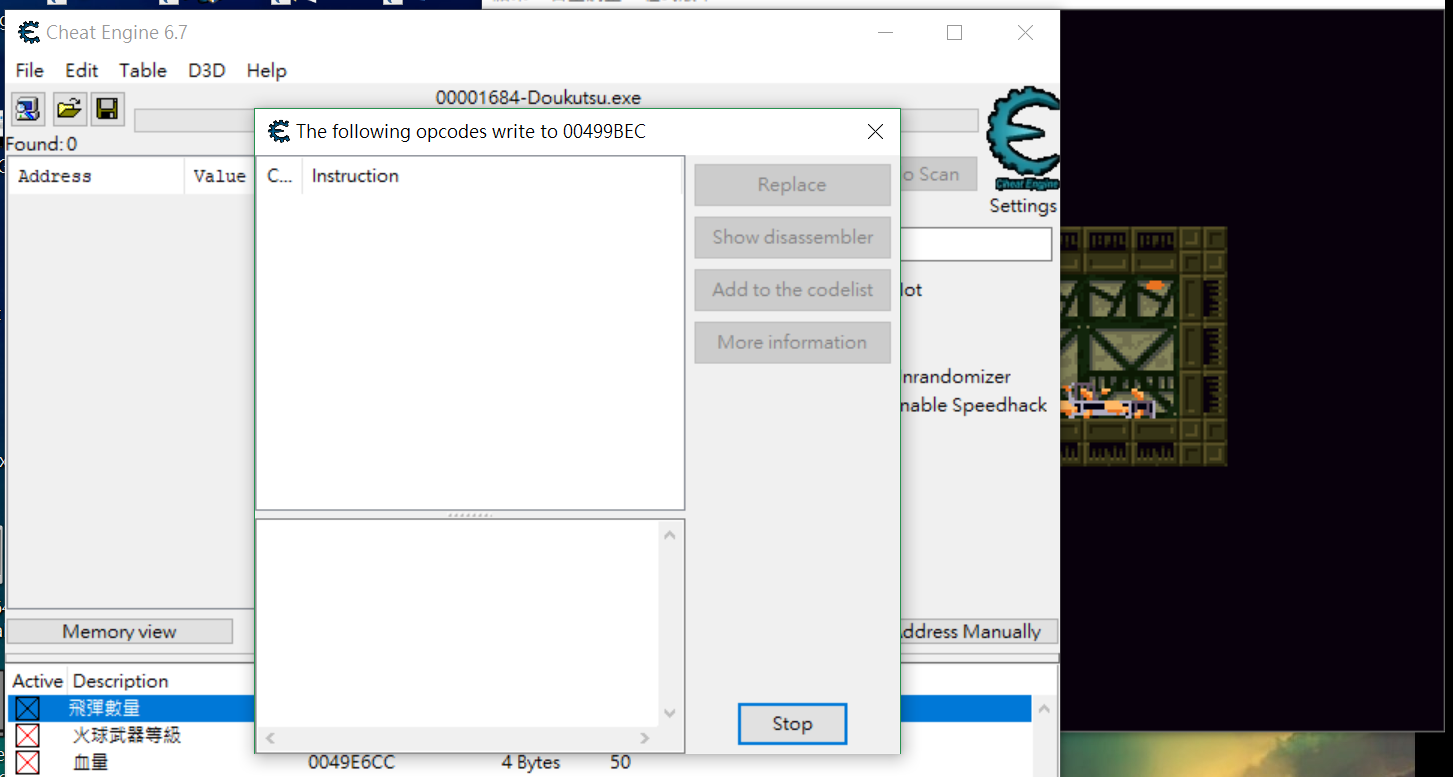 Cheat Engine 6.7
File Edit Table D3D Help
00001684-Doukutsu.exe
The following opcodes write to 00499BEC
Found: 0
Address Value
C... Instruction
Replace
Show disassembler
Add to the codelist
More information
Stop
o Scan
Cheat Engine
Settings
nable Speedhack
Memory view
ddress Manually
Active Description
飛彈數量
火球武器等級
血量 0049E6CC 4 Bytes 50